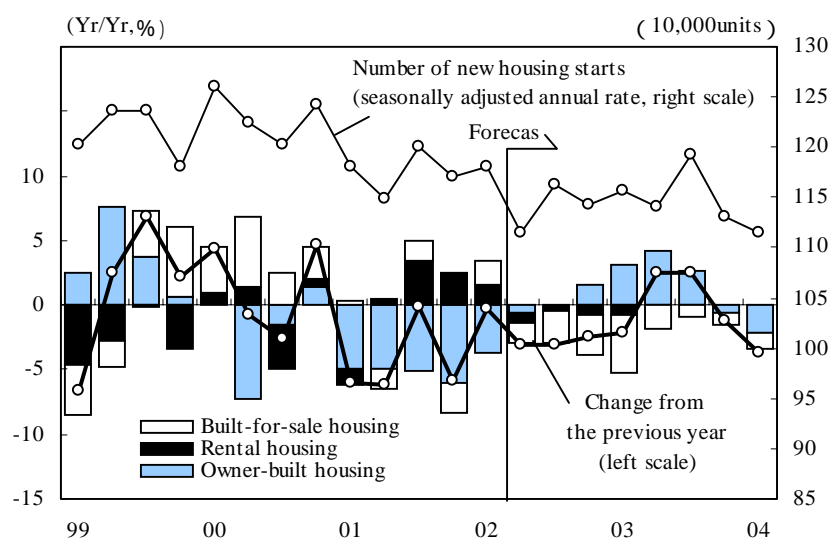 (Yr/Yr,%)
(10,000units)
130
Number of new housing starts
(seasonally adjusted annual rate, right scale)
125
Forecas
120
10
115
5
110
0
105
-5
100
Change from
the previous year
(left scale)
95
Built-for-sale housing
Rental housing
-10
90
Owner-built housing
-15
85
99 00 01 02 03 04